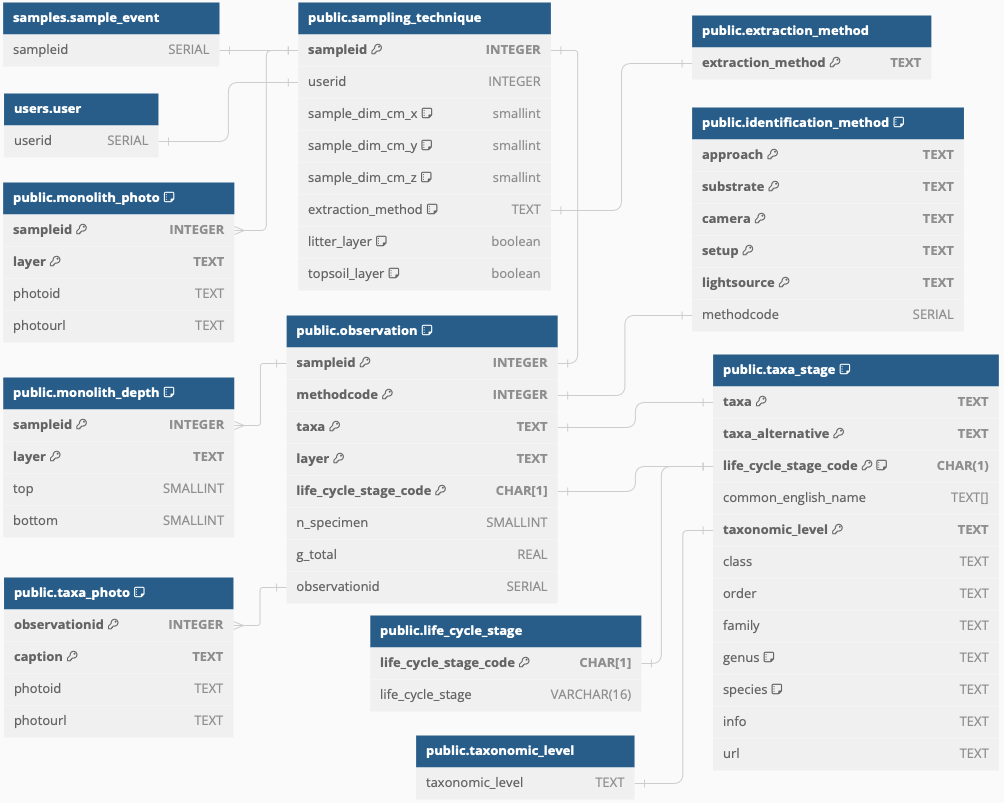 samples.sample_event
sampleid SERIAL
users.user
userid SERIAL
public.monolith_photo
sampleid INTEGER
layer TEXT
photoid TEXT
photourl TEXT
public.monolith_depth
sampleid INTEGER
layer TEXT
top SMALLINT
bottom SMALLINT
public.taxa_photo
observationid INTEGER
caption TEXT
photoid TEXT
photourl TEXT
public.sampling_technique
sampleid INTEGER
userid INTEGER
sample_dim_cm_x smallint
sample_dim_cm_y smallint
sample_dim_cm_z smallint
extraction_method TEXT
litter_layer boolean
topsoil_layer boolean
public.observation
sampleid INTEGER
methodcode INTEGER
taxa TEXT
layer TEXT
life_cycle_stage_code CHAR[1]
n_specimen SMALLINT
g_total REAL
observationid SERIAL
public.life_cycle_stage
life_cycle_stage_code CHAR[1]
life_cycle_stage VARCHAR(16)
public.taxonomic_level
taxonomic_level TEXT
public.extraction_method
extraction_method TEXT
public.identification_method
approach TEXT
substrate TEXT
camera TEXT
setup TEXT
lightsource TEXT
methodcode SERIAL
public.taxa_stage
taxa TEXT
taxa_alternative TEXT
life_cycle_stage_code CHAR(1)
common_english_name TEXT[]
taxonomic_level TEXT
class TEXT
order TEXT
family TEXT
genus TEXT
species TEXT
info TEXT
url TEXT